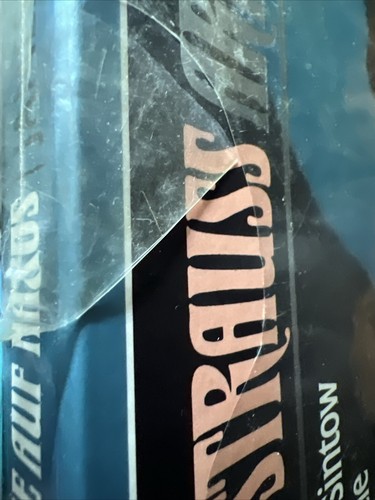 E AUF NAXOS
STRAUSS
sintow
e